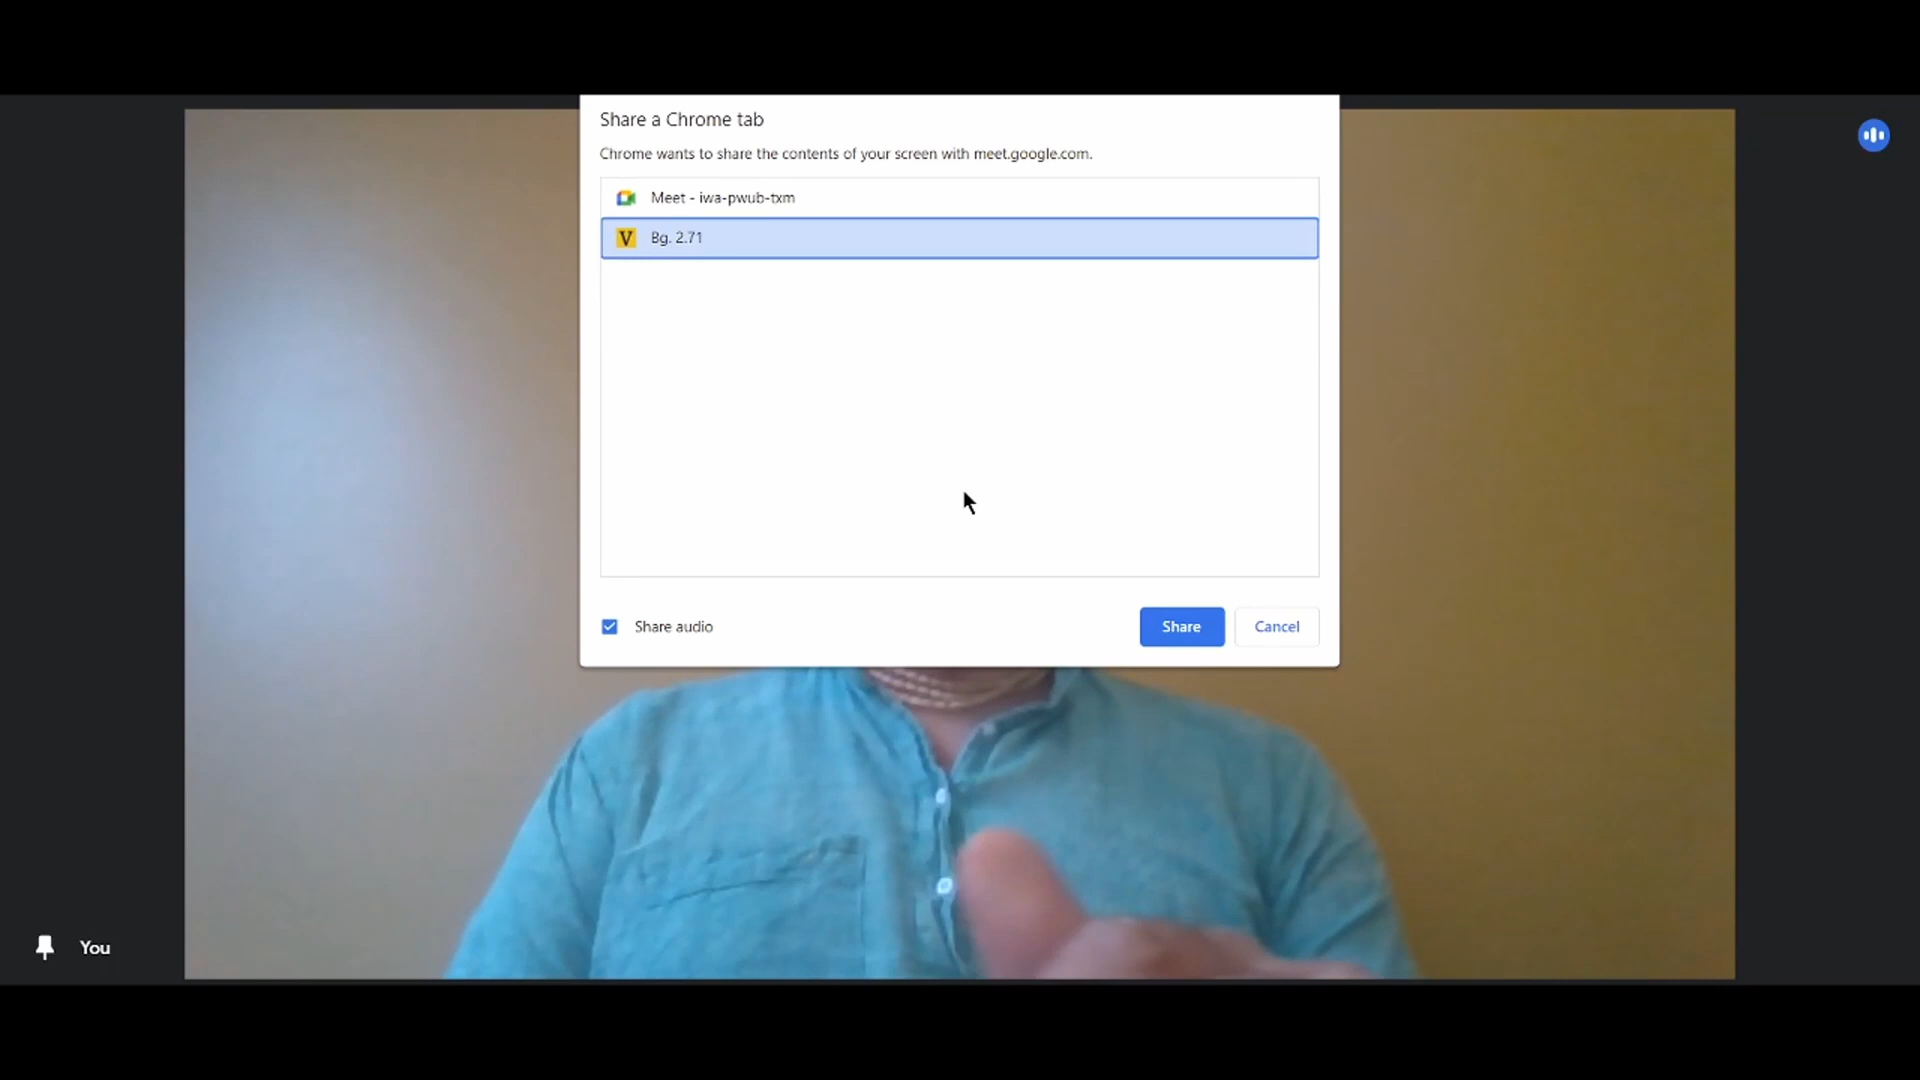 Share a Chrome tab
Chrome wants to share the contents of your screen with meet.google.com.
Meet - iwa-pwub-txm
V Bg. 2.71
Share audio
Share
Cancel
You